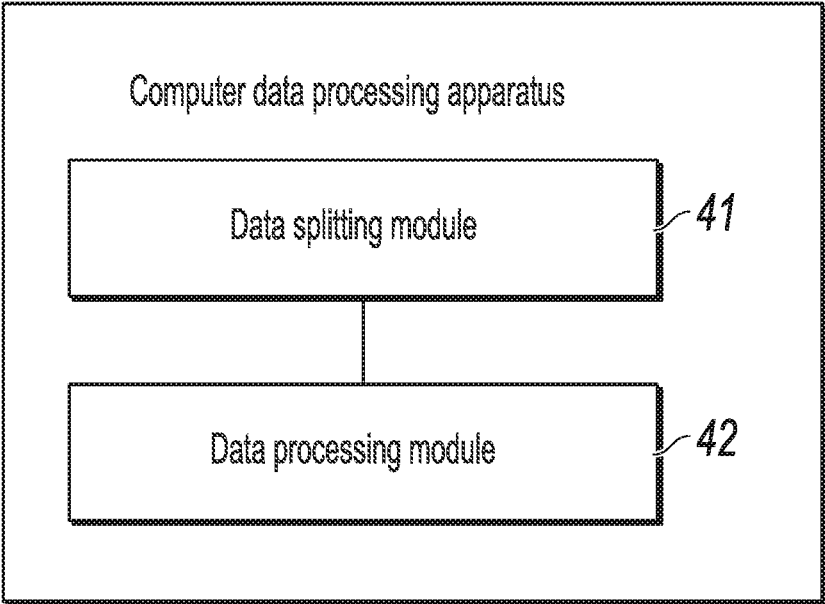 Computer data processing apparatus
Data splitting module
41
Data processing module
42